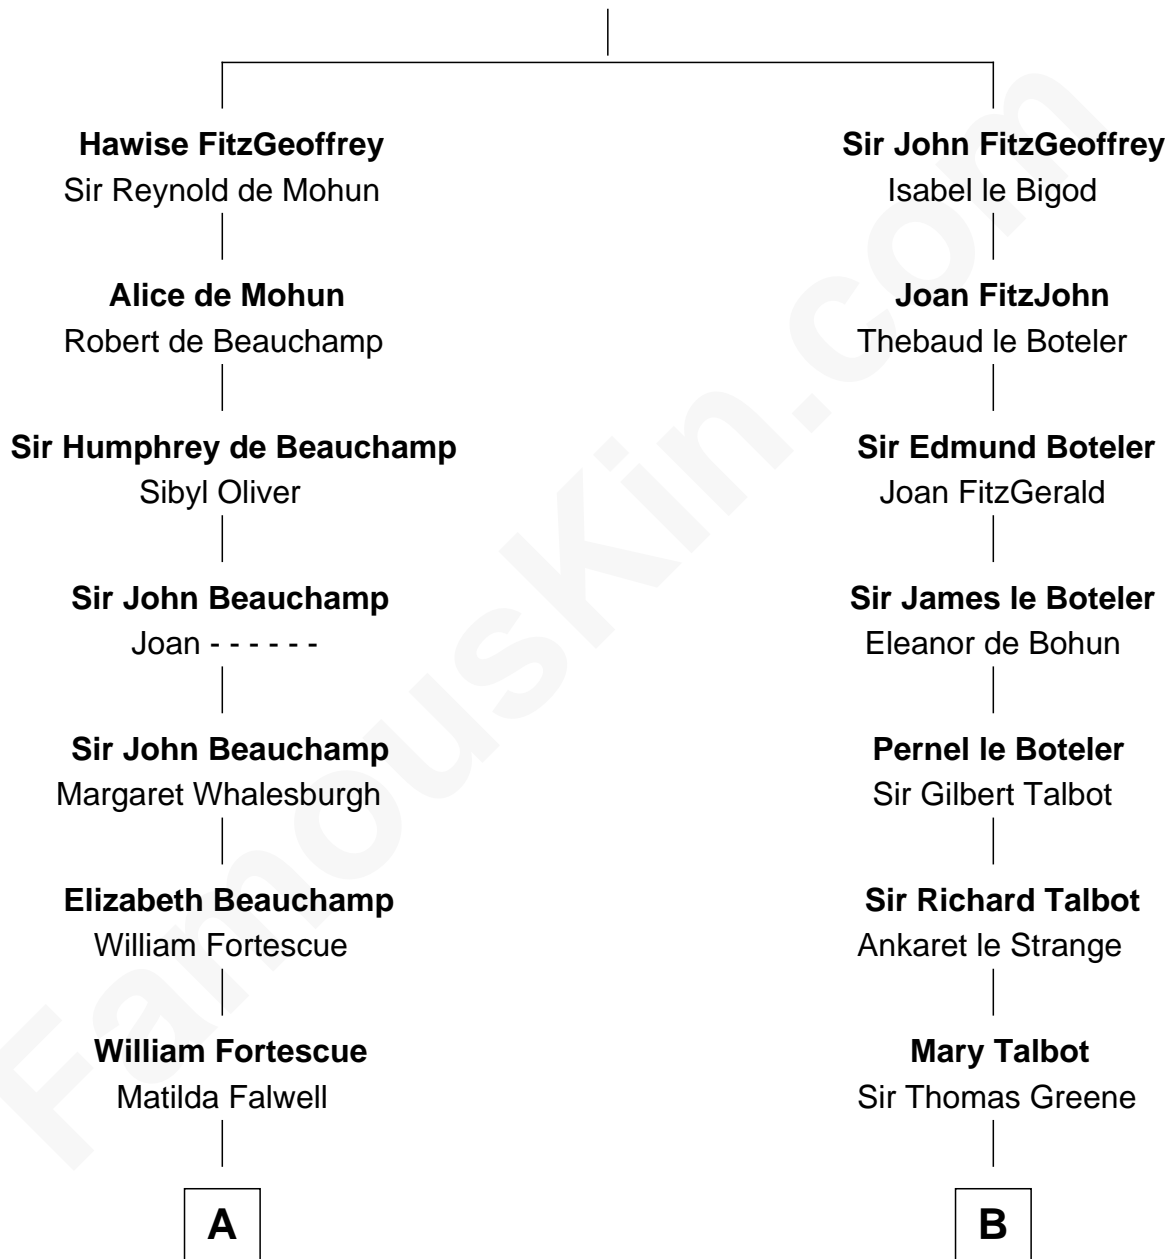 Hawise FitzGeoffrey
Sir Reynold de Mohun
Alice de Mohun
Robert de Beauchamp
Sir Humphrey de Beauchamp
Sibyl Oliver
Sir John Beauchamp
Joan - - - - - -
Sir John Beauchamp
Margaret Whalesburgh
Elizabeth Beauchamp
William Fortescue
William Fortescue
Matilda Falwell
A
Sir John FitzGeoffrey
Isabel le Bigod
Joan FitzJohn
Thebaud le Boteler
Sir Edmund Boteler
Joan FitzGerald
Sir James le Boteler
Eleanor de Bohun
Pernel le Boteler
Sir Gilbert Talbot
Sir Richard Talbot
Ankaret le Strange
Mary Talbot
Sir Thomas Greene
B
FamousKin.com